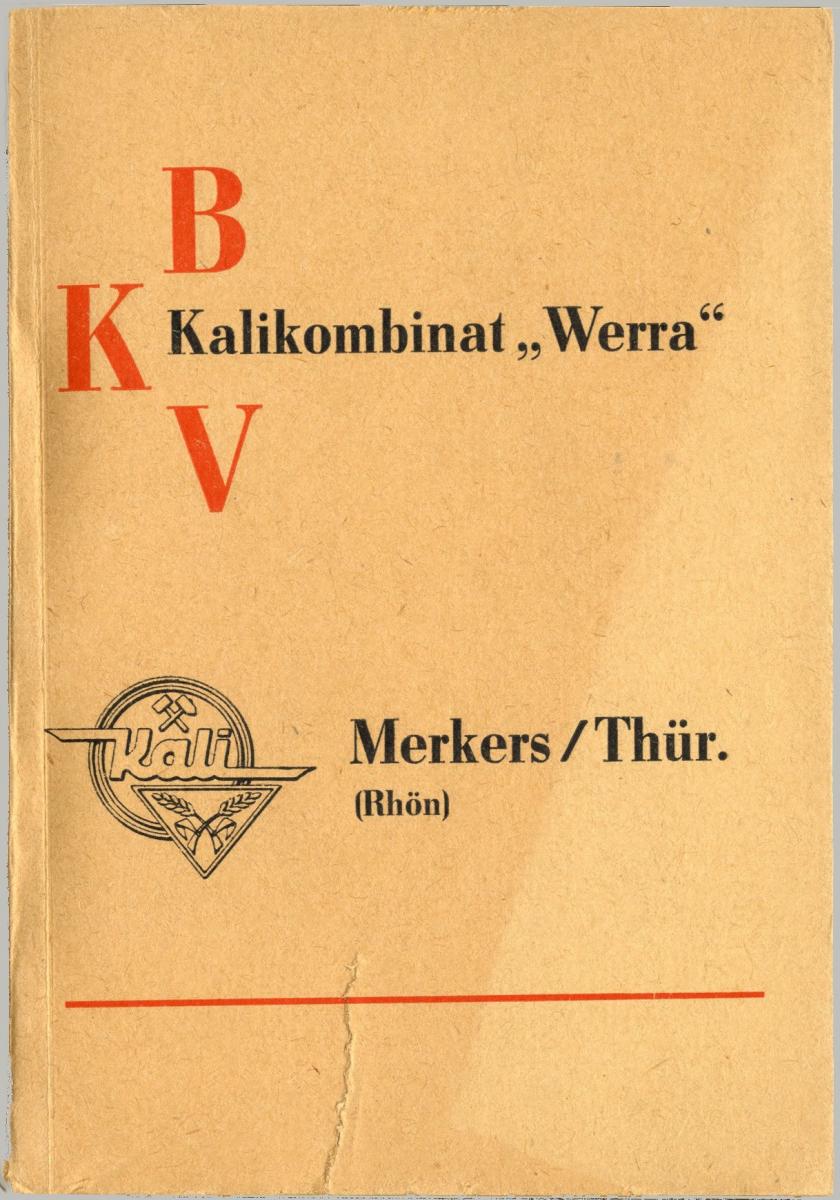 B
K
Kalikombinat „Werra“
V
Kali
Merkers / Thür.
(Rhön)